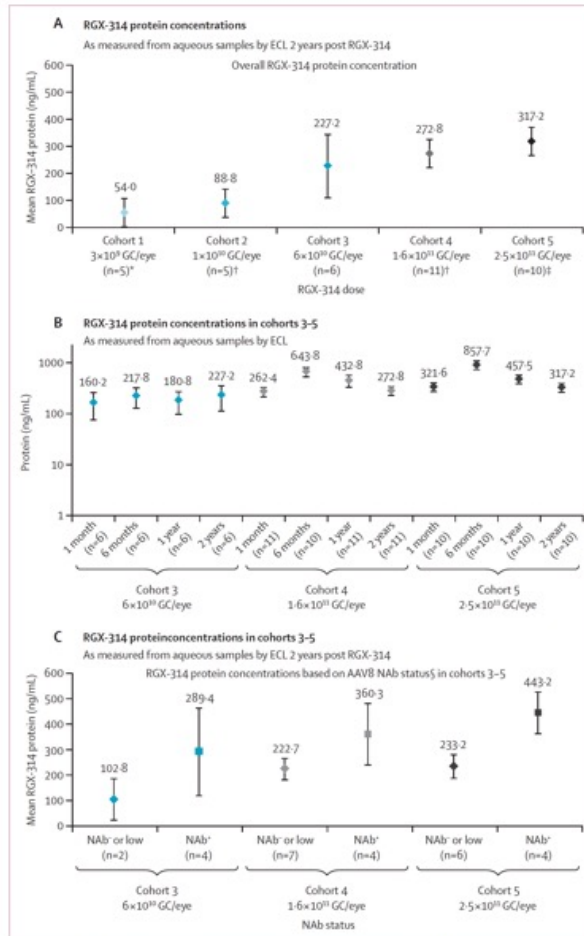 A RGX-314 protein concentrations
As measured from aqueous samples by ECL 2 years post RGX-314
Overall RGX-314 protein concentration
Mean RGX-314 protein (ng/mL)
600
500
400
300
200
100
0
54·0
88·8
227·2
272·8
317·2
Cohort 1 Cohort 2 Cohort 3 Cohort 4 Cohort 5
3×10⁹ GC/eye 1×10¹⁰ GC/eye 6×10¹⁰ GC/eye 1·6×10¹¹ GC/eye 2·5×10¹¹ GC/eye
(n=5)* (n=5)† (n=6) (n=11)† (n=10)‡
RGX-314 dose
B RGX-314 protein concentrations in cohorts 3–5
As measured from aqueous samples by ECL
Protein (ng/mL)
1000
100
10
1
160·2 217·8 180·8 227·2 262·4 643·8 432·8 272·8 321·6 857·7 457·5 317·2
1 month (n=6)
6 months (n=6)
1 year (n=6)
2 years (n=6)
1 month (n=11)
6 months (n=10)
1 year (n=11)
2 years (n=11)
1 month (n=10)
6 months (n=10)
1 year (n=10)
2 years (n=10)
Cohort 3 Cohort 4 Cohort 5
6×10¹⁰ GC/eye 1·6×10¹¹ GC/eye 2·5×10¹¹ GC/eye
C RGX-314 proteinconcentrations in cohorts 3–5
As measured from aqueous samples by ECL 2 years post RGX-314
RGX-314 protein concentrations based on AAV8 NAb status§ in cohorts 3–5
Mean RGX-314 protein (ng/mL)
600
500
400
300
200
100
0
102·8
289·4
222·7
360·3
233·2
443·2
NAb⁻ or low NAb⁺ NAb⁻ or low NAb⁺ NAb⁻ or low NAb⁺
(n=2) (n=4) (n=7) (n=4) (n=6) (n=4)
Cohort 3 Cohort 4 Cohort 5
6×10¹⁰ GC/eye 1·6×10¹¹ GC/eye 2·5×10¹¹ GC/eye
NAb status